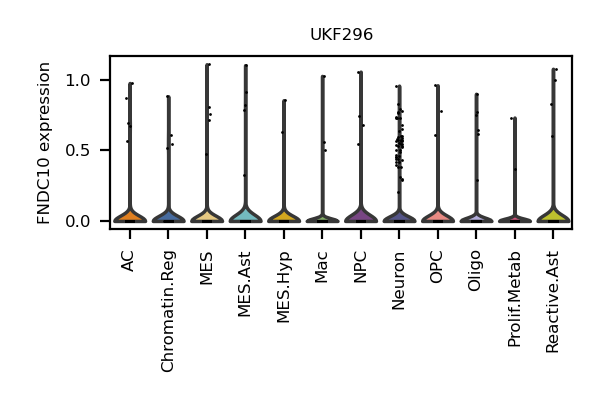 UKF296
FNDC10 expression
1.0
0.5
0.0
AC
Chromatin.Reg
MES
MES.Ast
MES.Hyp
Mac
NPC
Neuron
OPC
Oligo
Prolif.Metab
Reactive.Ast